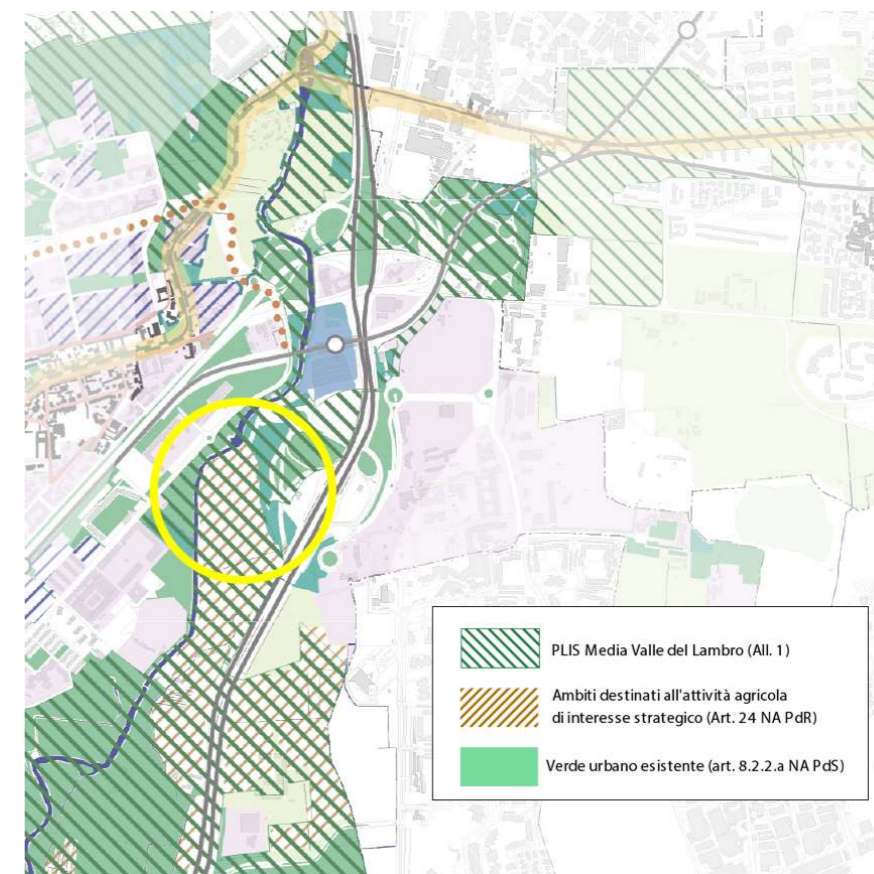 PLIS Media Valle del Lambro (All. 1)
Ambiti destinati all'attività agricola
di interesse strategico (Art. 24 NA PdR)
Verde urbano esistente (art. 8.2.2.a NA PdS)